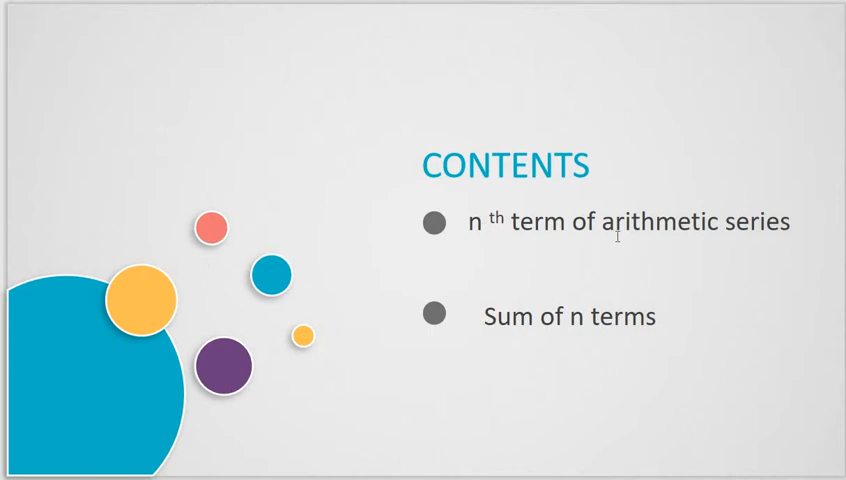 CONTENTS
n th term of arithmetic series
Sum of n terms